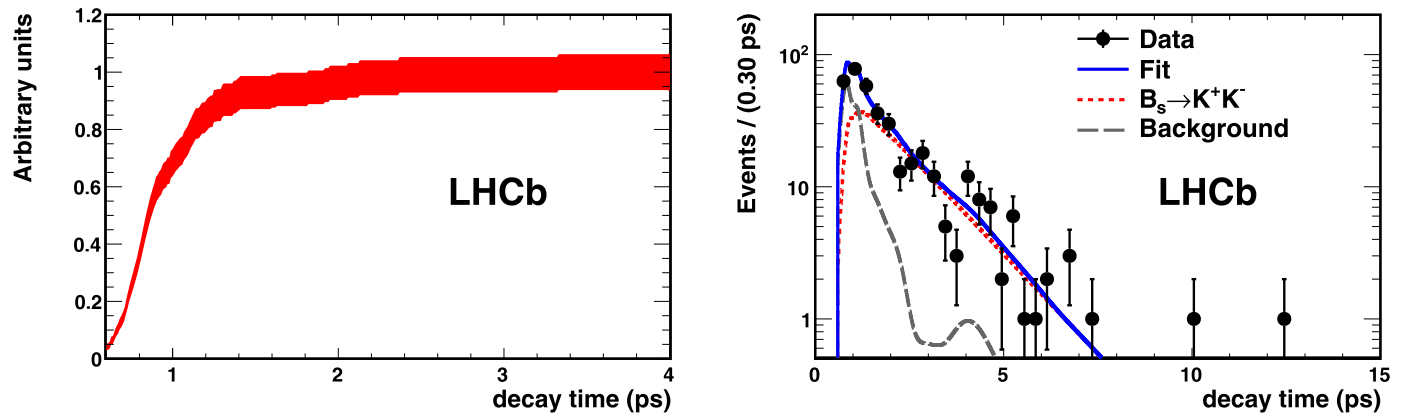 Arbitrary units
1.2
1
0.8
0.6
0.4
0.2
0
LHCb
1
2
3
4
decay time (ps)
Events / (0.30 ps)
10²
10
1
Data
Fit
Bₛ→K⁺K⁻
Background
LHCb
0
5
10
15
decay time (ps)